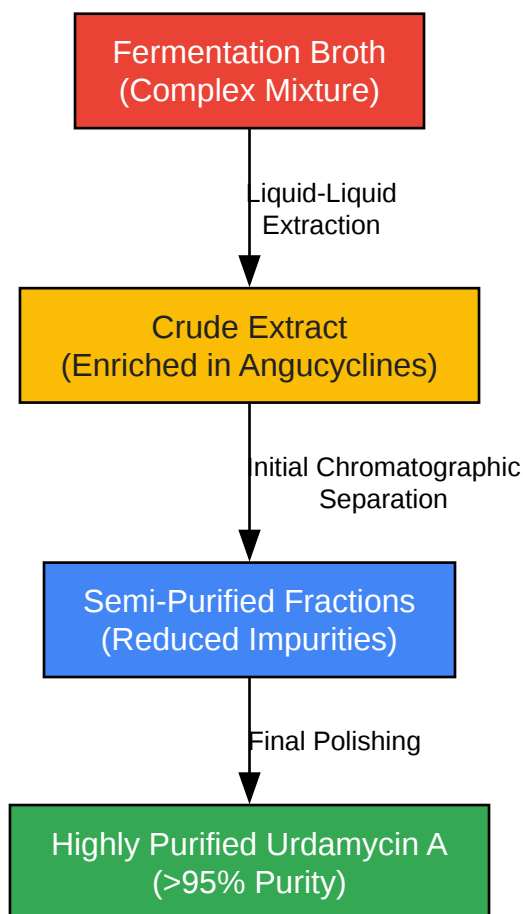 Fermentation Broth
(Complex Mixture)
Liquid-Liquid
Extraction
Crude Extract
(Enriched in Angucyclines)
Initial Chromatographic
Separation
Semi-Purified Fractions
(Reduced Impurities)
Final Polishing
Highly Purified Urdamycin A
(>95% Purity)